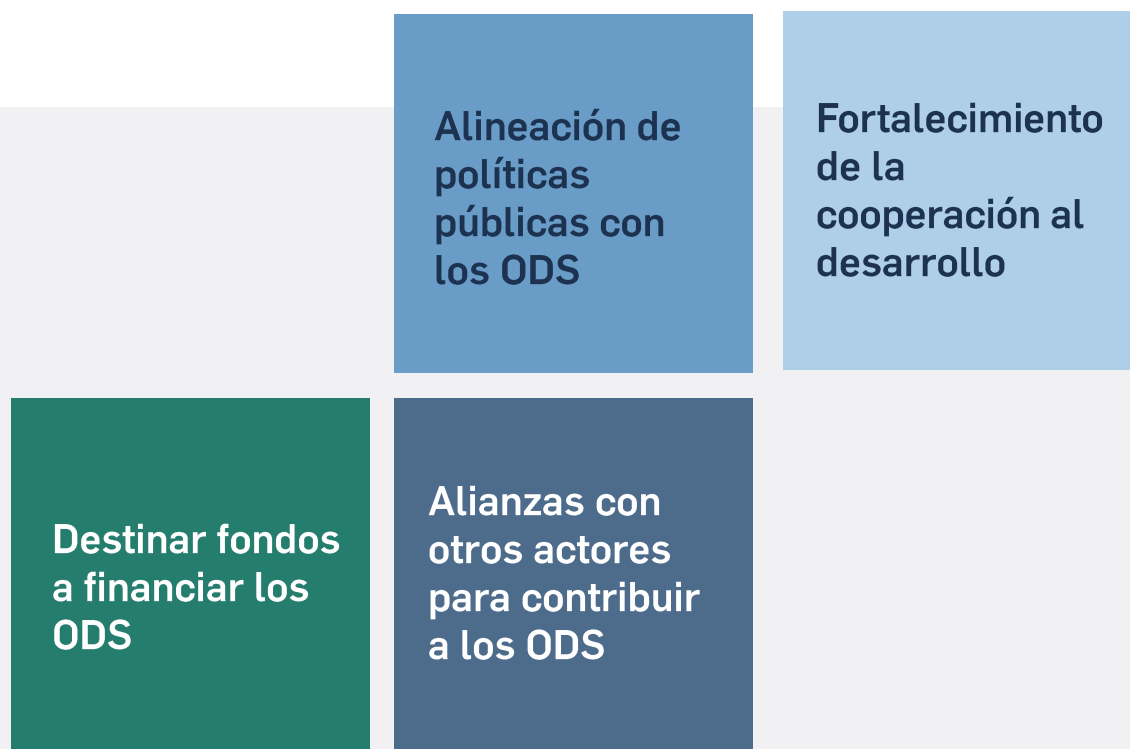 Alineación de
políticas
públicas con
los ODS
Fortalecimiento
de la
cooperación al
desarrollo
Destinar fondos
a financiar los
ODS
Alianzas con
otros actores
para contribuir
a los ODS